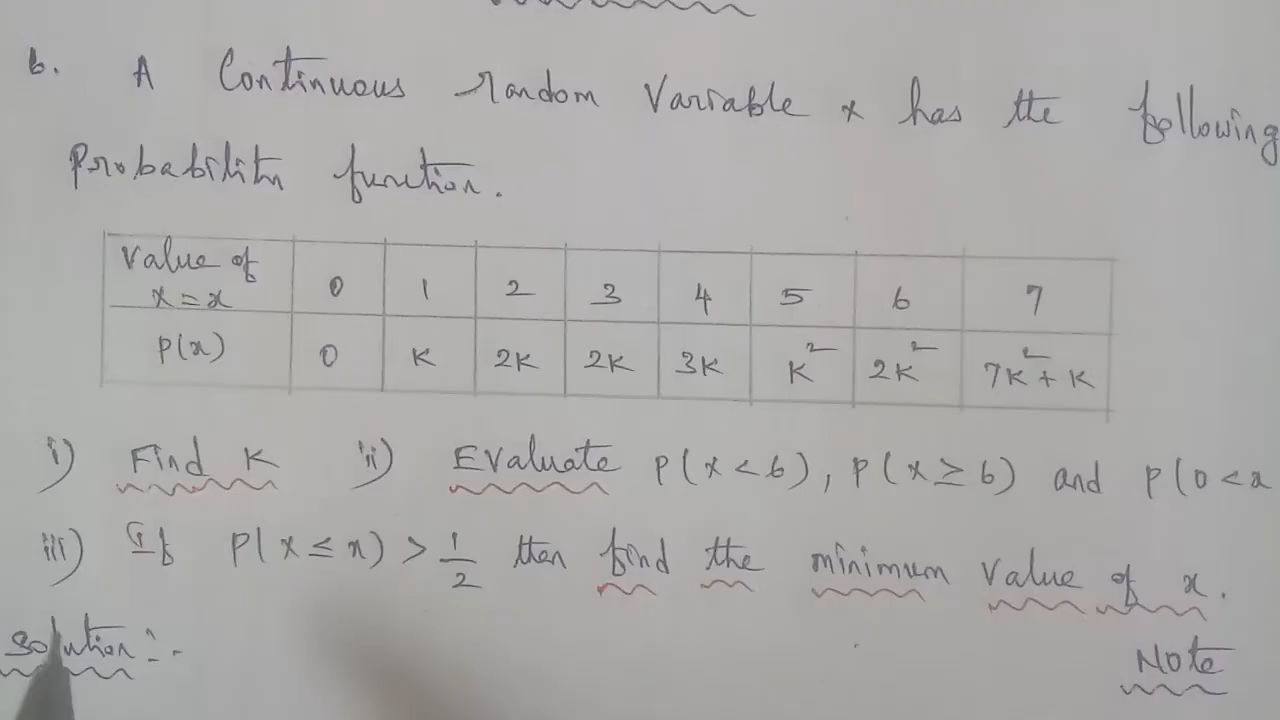 b. A Continuous random Variable x has the following
Probability function.
Value of x = x 0 1 2 3 4 5 6 7
P(x) 0 K 2K 2K 3K K² 2K² 7K² + K
i) Find K ii) Evaluate P(x < 6), P(x ≥ 6) and P(0 < x
iii) If P(x ≤ x) > 1/2 then find the minimum value of x.
Solution :-
Note